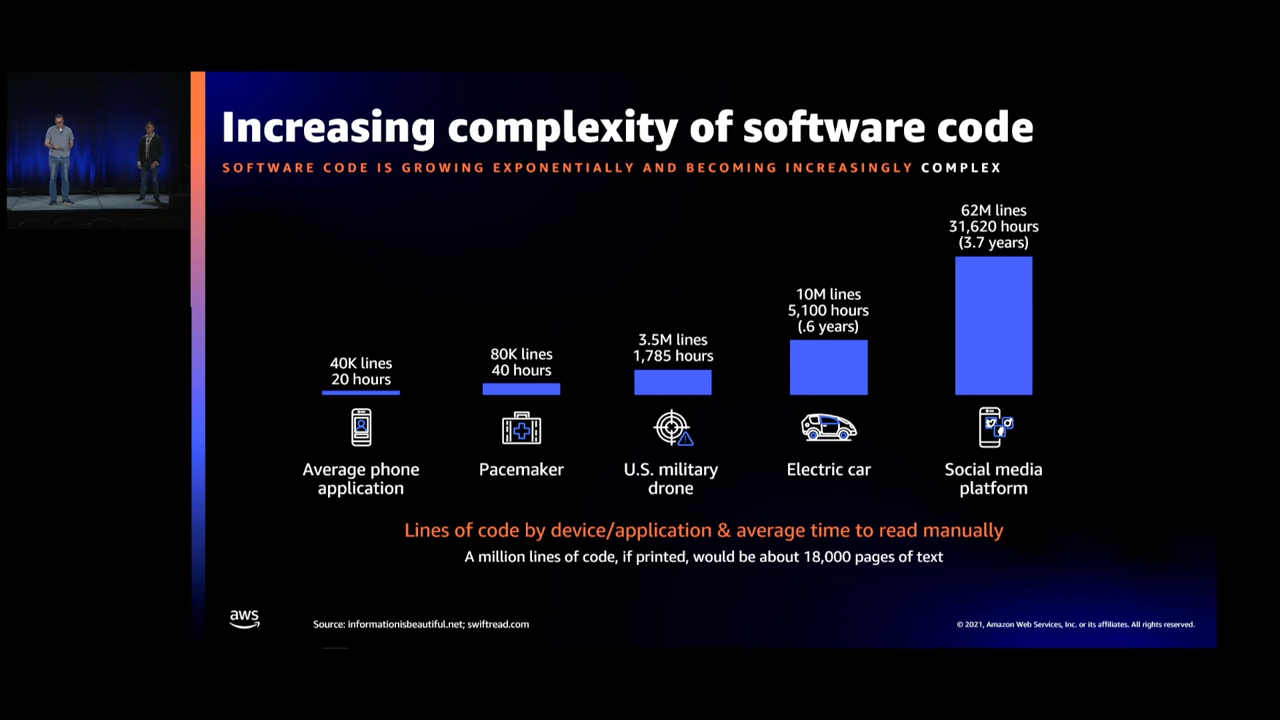 Increasing complexity of software code
SOFTWARE CODE IS GROWING EXPONENTIALLY AND BECOMING INCREASINGLY COMPLEX
62M lines
31,620 hours
(3.7 years)
10M lines
5,100 hours
(.6 years)
3.5M lines
1,785 hours
80K lines
40 hours
40K lines
20 hours
Average phone
application
Pacemaker
U.S. military
drone
Electric car
Social media
platform
Lines of code by device/application & average time to read manually
A million lines of code, if printed, would be about 18,000 pages of text
aws
Source: informationisbeautiful.net; swiftread.com
© 2021, Amazon Web Services, Inc. or its affiliates. All rights reserved.